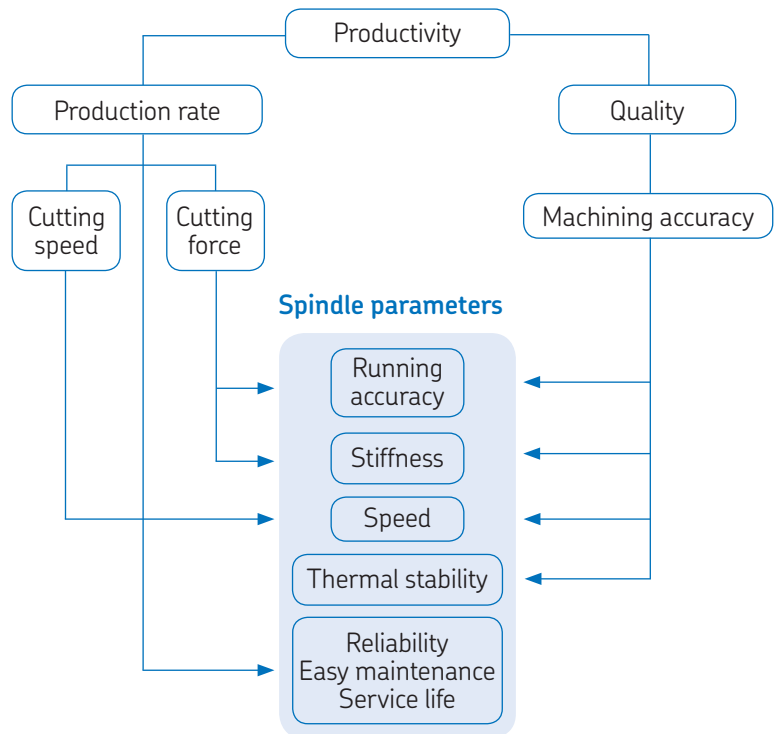 Productivity
Production rate
Quality
Cutting
speed
Cutting
force
Machining accuracy
Spindle parameters
Running
accuracy
Stiffness
Speed
Thermal stability
Reliability
Easy maintenance
Service life